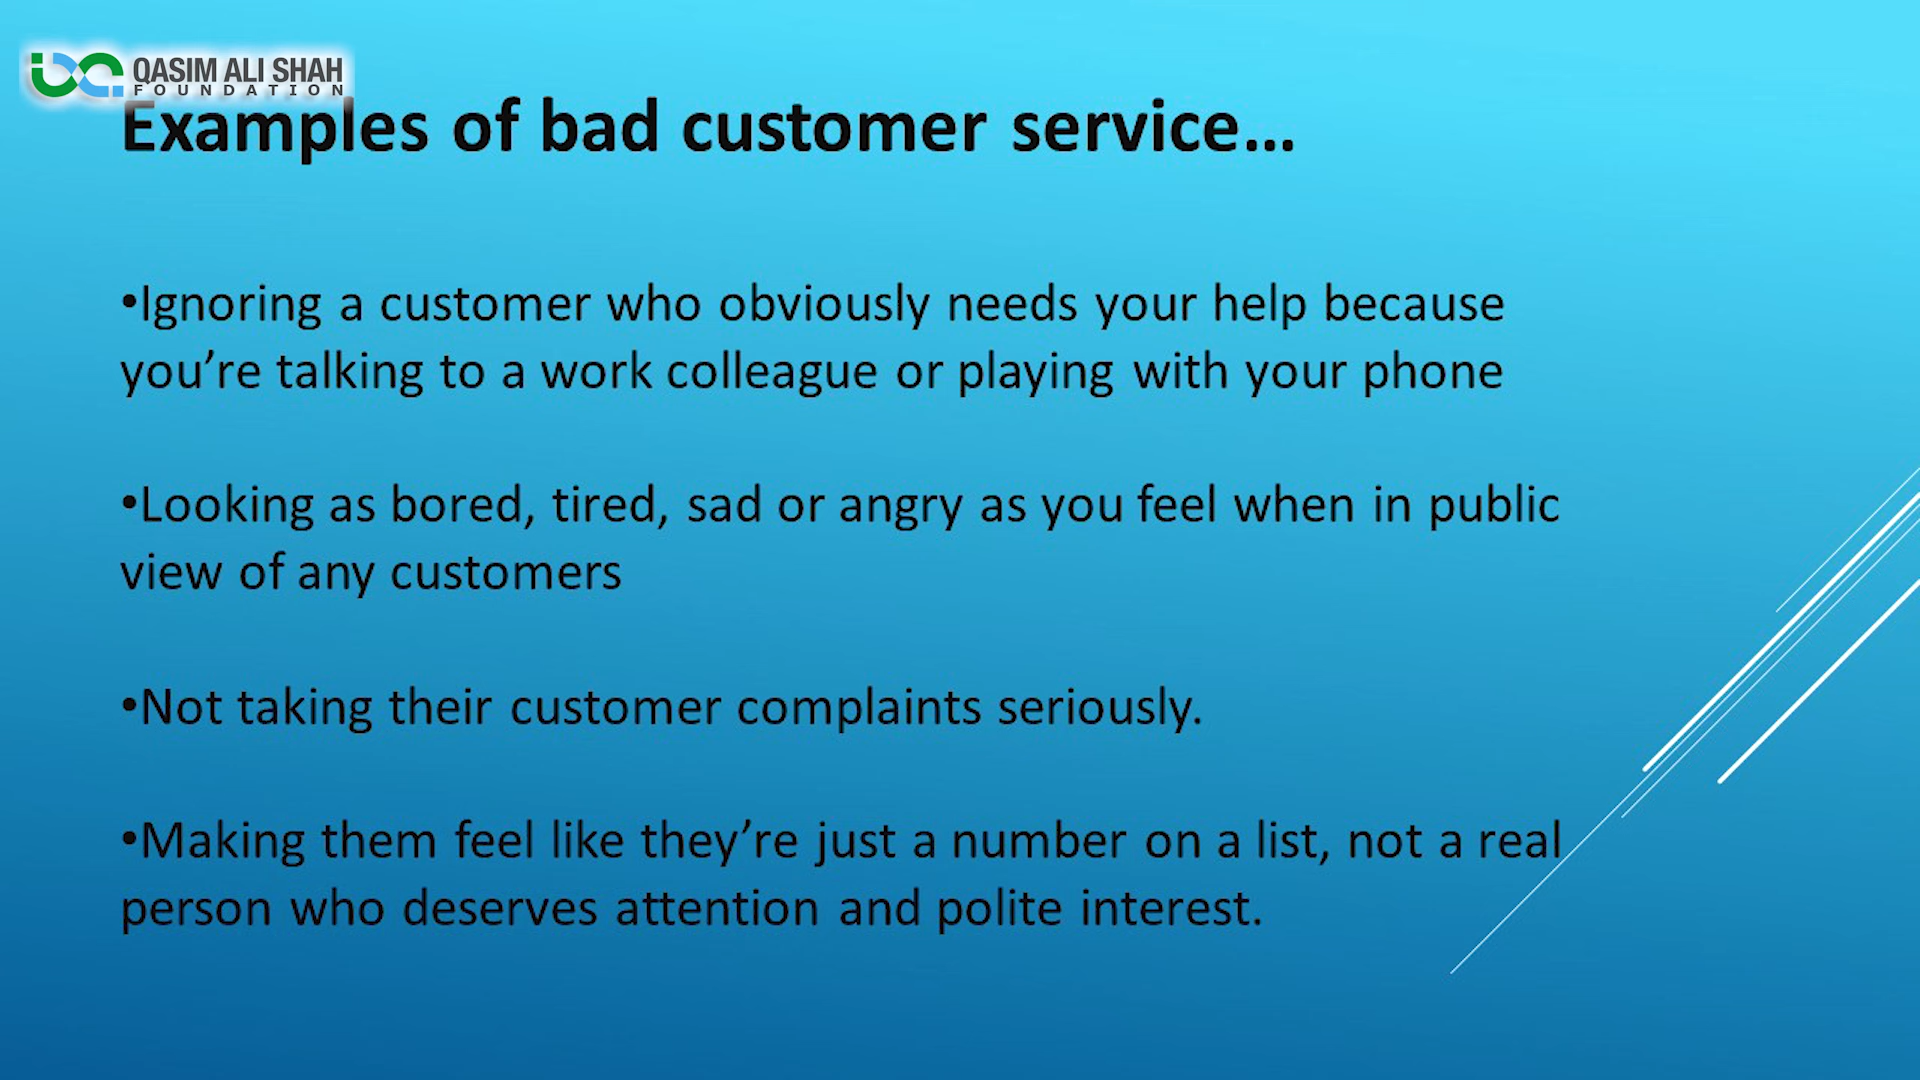 QASIM ALI SHAH
FOUNDATION
Examples of bad customer service...
•Ignoring a customer who obviously needs your help because
you’re talking to a work colleague or playing with your phone
•Looking as bored, tired, sad or angry as you feel when in public
view of any customers
•Not taking their customer complaints seriously.
•Making them feel like they’re just a number on a list, not a real
person who deserves attention and polite interest.